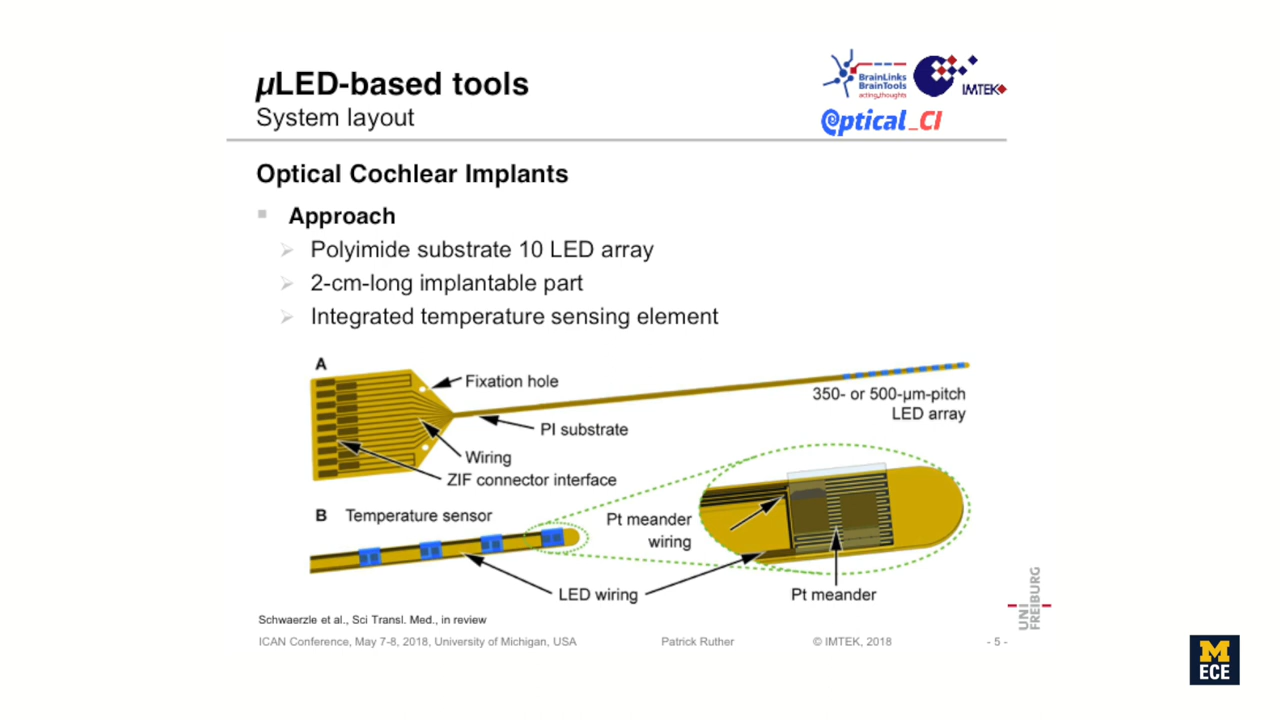 µLED-based tools
System layout
BrainLinks
BrainTools
acting_thoughts
IMTEK
Optical_CI
Optical Cochlear Implants
Approach
Polyimide substrate 10 LED array
2-cm-long implantable part
Integrated temperature sensing element
A
Fixation hole
350- or 500-µm-pitch
LED array
PI substrate
Wiring
ZIF connector interface
B Temperature sensor
Pt meander
wiring
LED wiring
Pt meander
Schwaerzle et al., Sci Transl. Med., in review
ICAN Conference, May 7-8, 2018, University of Michigan, USA Patrick Ruther © IMTEK, 2018 - 5 -
UNI
FREIBURG
M
ECE